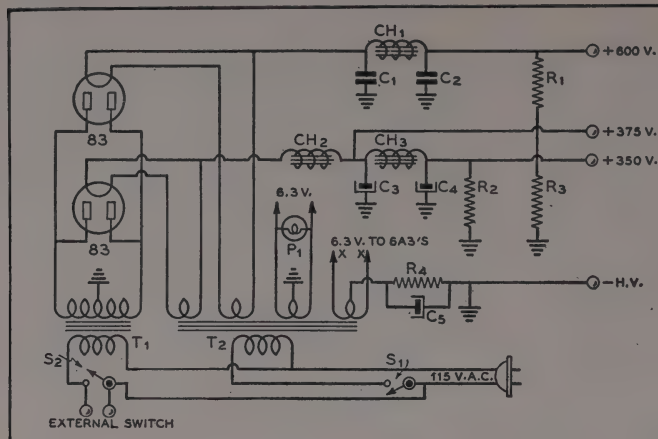 CH1
+600 V.
C1
C2
R1
83
CH2
CH3
+375 V.
+350 V.
6.3 V.
C3
C4
R2
R3
83
P1
6.3 V. TO 6A3'S
X X
R4
-H.V.
C5
T1
T2
S2
S1
115 V.A.C.
EXTERNAL SWITCH